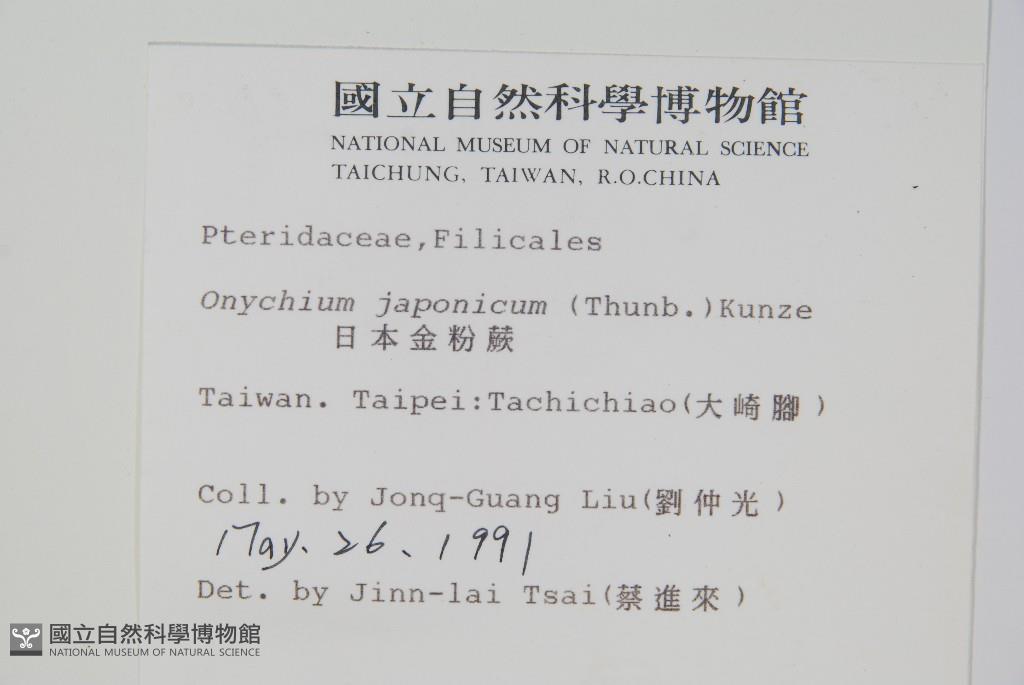 國立自然科學博物館
NATIONAL MUSEUM OF NATURAL SCIENCE
TAICHUNG, TAIWAN, R.O.CHINA
Pteridaceae,Filicales
Onychium japonicum (Thunb.)Kunze
日本金粉蕨
Taiwan. Taipei:Tachichiao(大崎腳)
Coll. by Jonq-Guang Liu(劉仲光)
May. 26、1991
Det. by Jinn-lai Tsai(蔡進來)
國立自然科學博物館
NATIONAL MUSEUM OF NATURAL SCIENCE